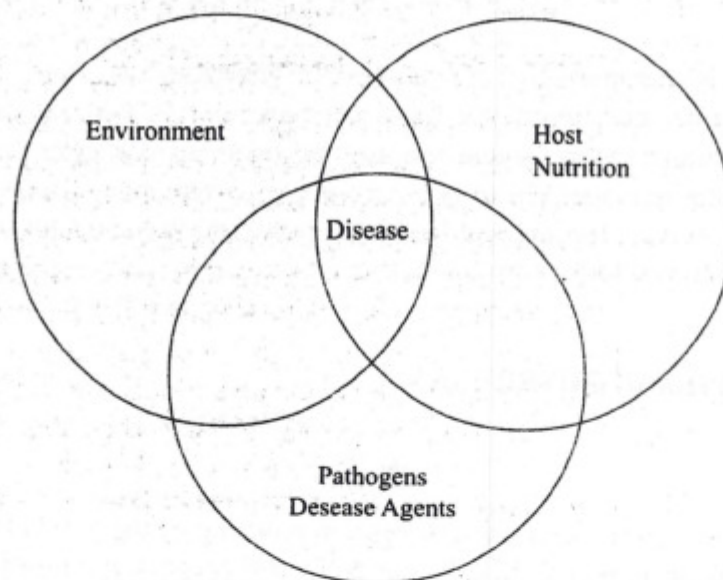 Environment
Host
Nutrition
Disease
Pathogens
Desease Agents